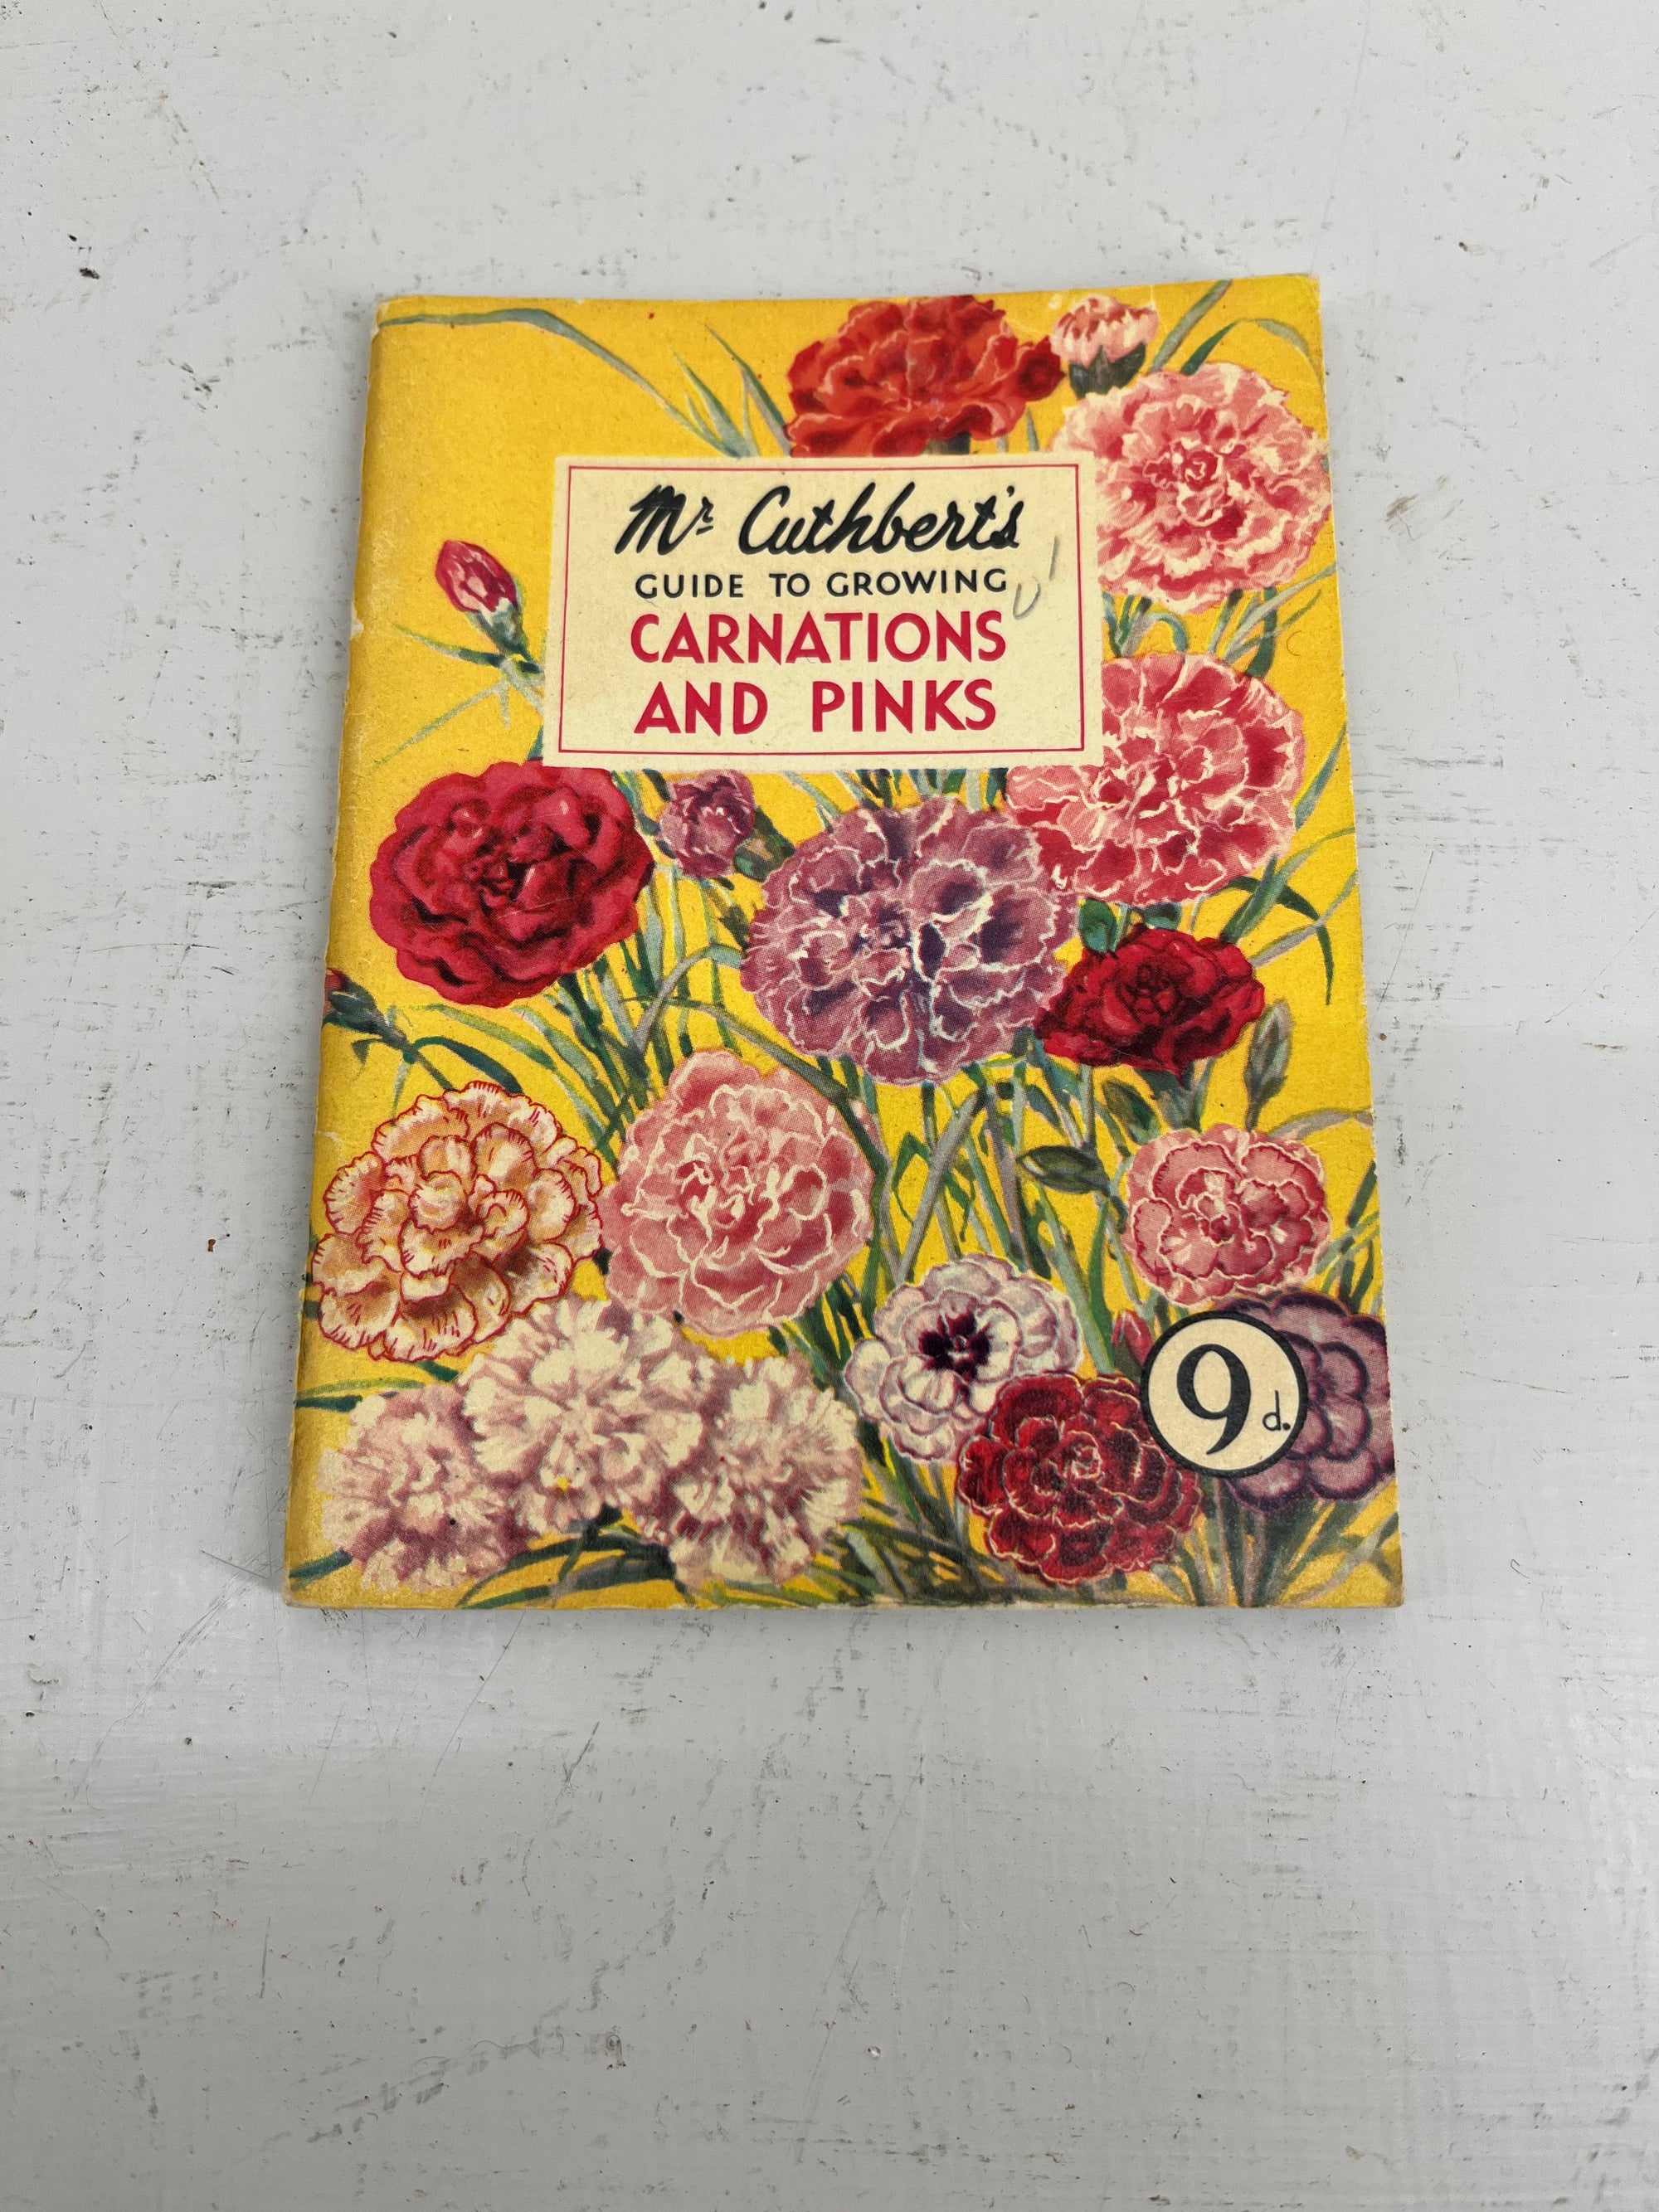 Mr Cuthbert's
GUIDE TO GROWING
CARNATIONS
AND PINKS
9d.